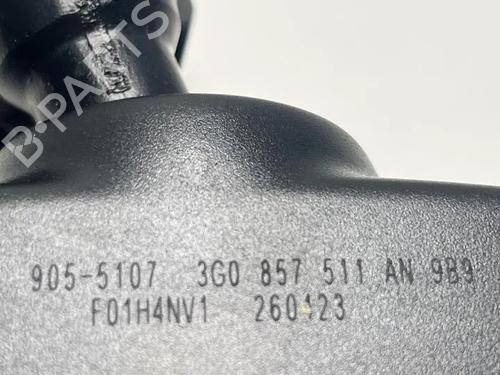 B-PARTS
905-5107 3G0 857 511 AN 9B9
F01H4NV1 260423